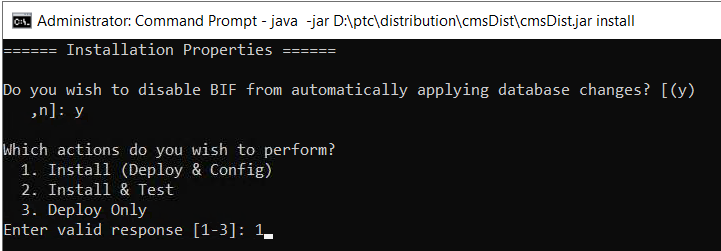 Administrator: Command Prompt - java  -jar D:\ptc\distribution\cmsDist\cmsDist.jar install
====== Installation Properties ======
Do you wish to disable BIF from automatically applying database changes? [(y)
,n]: y
Which actions do you wish to perform?
1. Install (Deploy & Config)
2. Install & Test
3. Deploy Only
Enter valid response [1-3]: 1